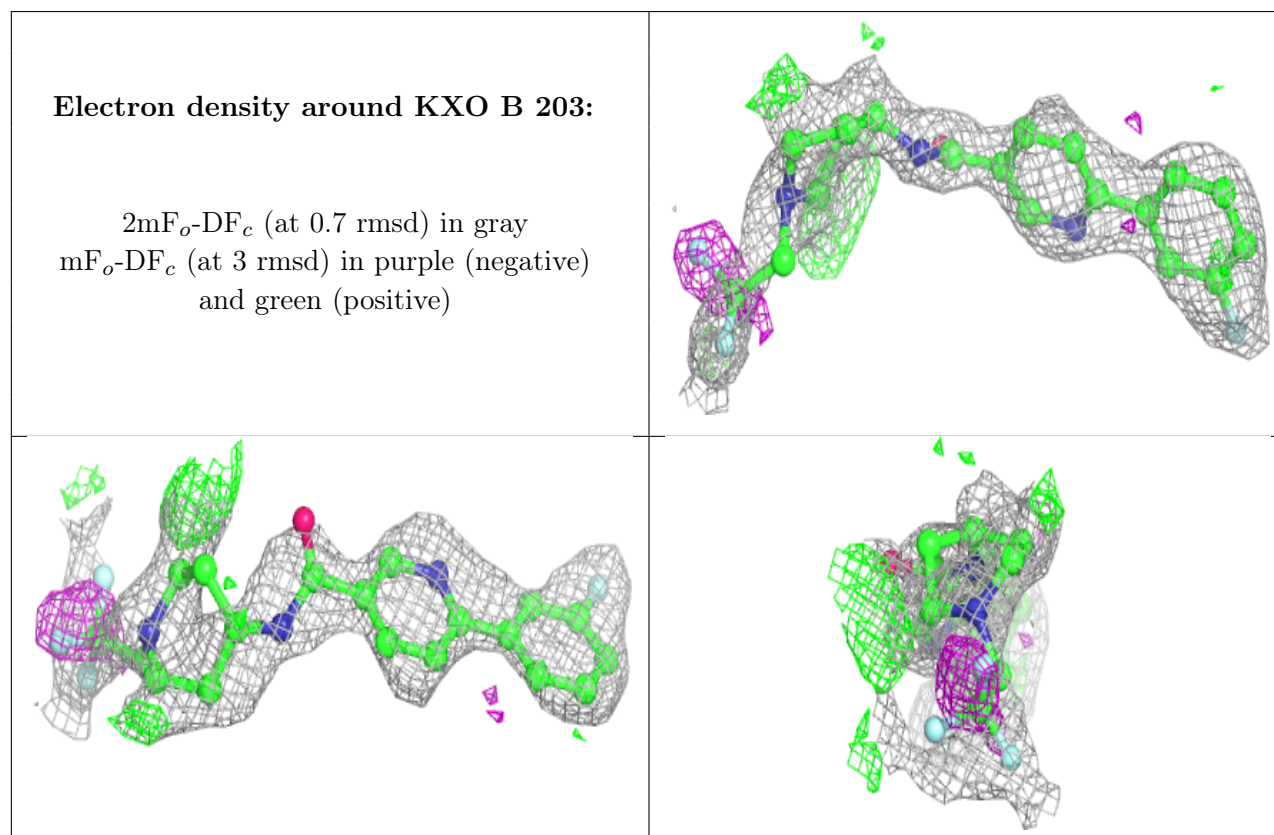 Electron density around KXO B 203:
2mFo-DFc (at 0.7 rmsd) in gray
mFo-DFc (at 3 rmsd) in purple (negative)
and green (positive)